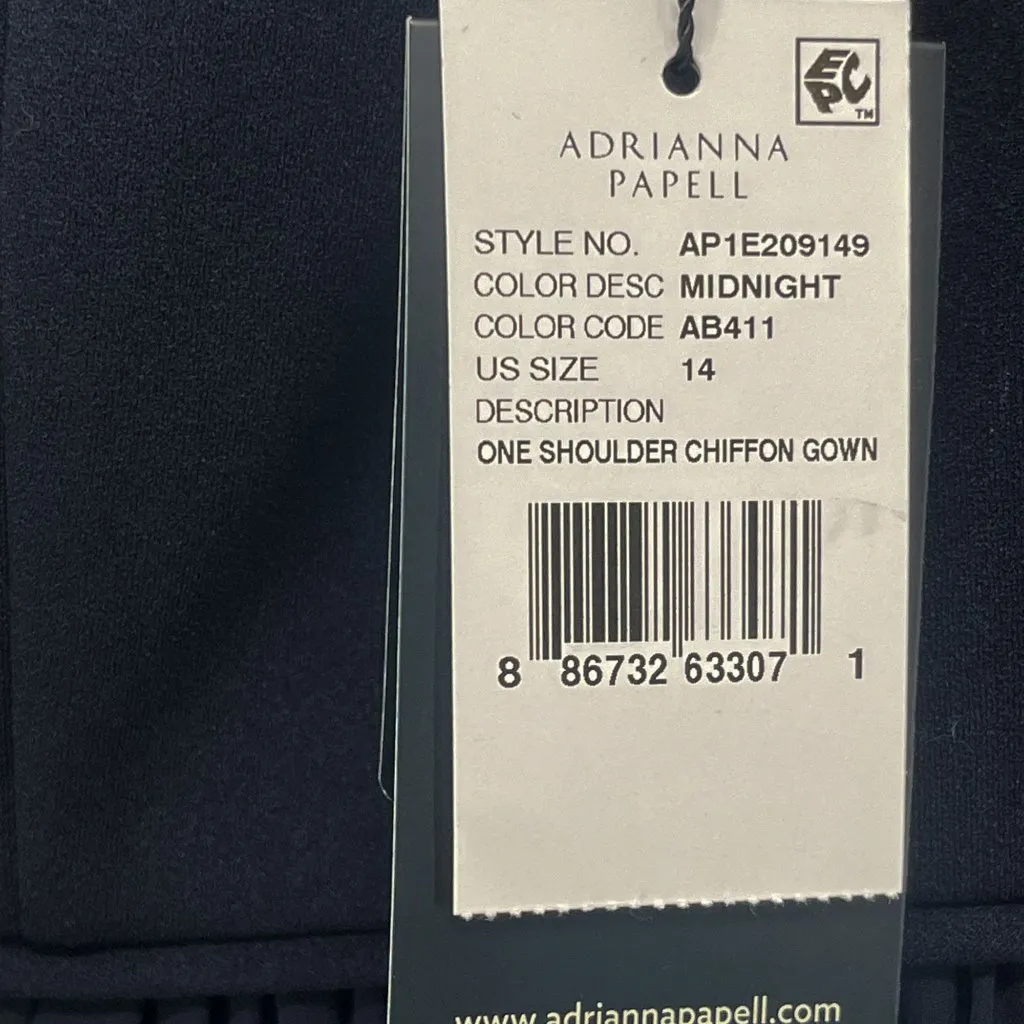 EPC
TM
ADRIANNA
PAPELL
STYLE NO. AP1E209149
COLOR DESC MIDNIGHT
COLOR CODE AB411
US SIZE 14
DESCRIPTION
ONE SHOULDER CHIFFON GOWN
8 86732 63307 1
www.adriannapapell.com